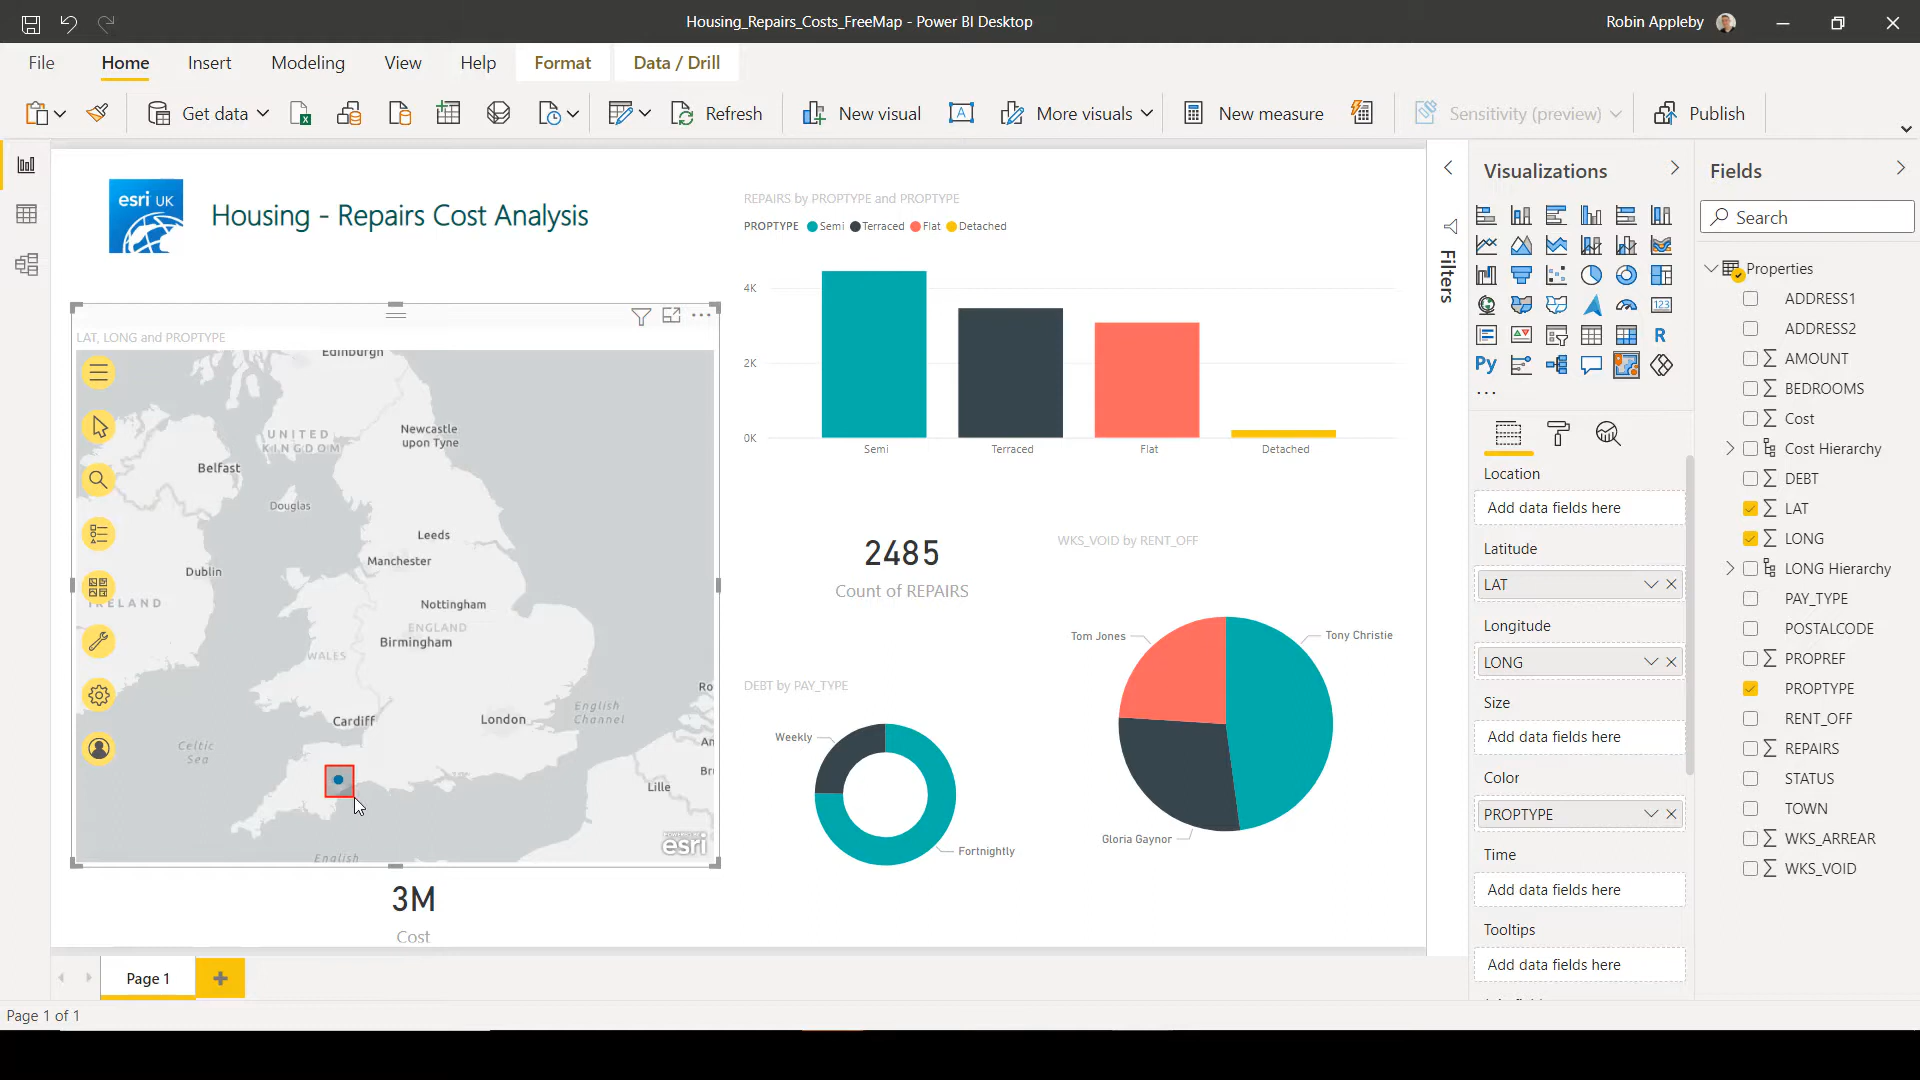 Housing_Repairs_Costs_FreeMap - Power BI Desktop
Robin Appleby
File Home Insert Modeling View Help Format Data / Drill
Get data Refresh New visual More visuals New measure Sensitivity (preview) Publish
esri UK
Housing - Repairs Cost Analysis
LAT, LONG and PROPTYPE
Edinburgh
UNITED
KINGDOM
Newcastle
upon Tyne
Belfast
Douglas
Leeds
Manchester
Dublin
IRELAND
Nottingham
ENGLAND
Birmingham
WALES
Cardiff
London
English
Channel
Celtic
Sea
Lille
English
POWERED BY
esri
3M
Cost
REPAIRS by PROPTYPE and PROPTYPE
PROPTYPE Semi Terraced Flat Detached
4K
2K
0K
Semi Terraced Flat Detached
2485
Count of REPAIRS
DEBT by PAY_TYPE
Weekly
Fortnightly
WKS_VOID by RENT_OFF
Tom Jones
Tony Christie
Gloria Gaynor
Filters
Visualizations
R
Py
123
Location
Add data fields here
Latitude
LAT
Longitude
LONG
Size
Add data fields here
Color
PROPTYPE
Time
Add data fields here
Tooltips
Add data fields here
Fields
Search
Properties
ADDRESS1
ADDRESS2
AMOUNT
BEDROOMS
Cost
Cost Hierarchy
DEBT
LAT
LONG
LONG Hierarchy
PAY_TYPE
POSTALCODE
PROPREF
PROPTYPE
RENT_OFF
REPAIRS
STATUS
TOWN
WKS_ARREAR
WKS_VOID
Page 1
Page 1 of 1